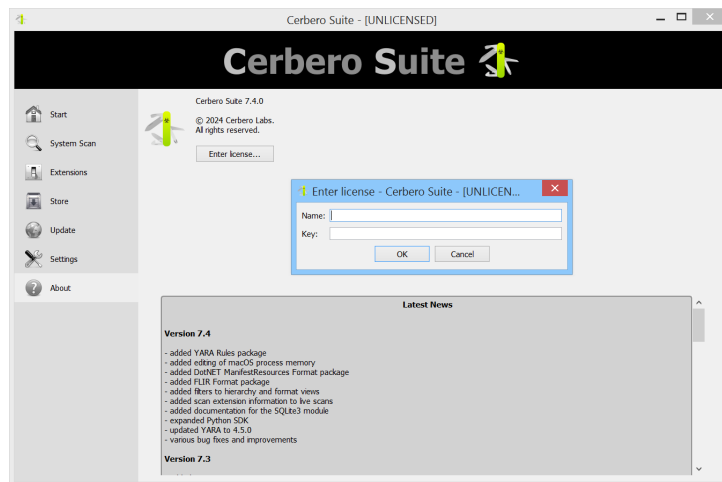 Cerbero Suite - [UNLICENSED]
Cerbero Suite
Start
System Scan
Extensions
Store
Update
Settings
About
Cerbero Suite 7.4.0
© 2024 Cerbero Labs.
All rights reserved.
Enter license...
Enter license - Cerbero Suite - [UNLICEN...
Name:
Key:
OK Cancel
Latest News
Version 7.4
- added YARA Rules package
- added editing of macOS process memory
- added DotNET ManifestResources Format package
- added FLIR Format package
- added filters to hierarchy and format views
- added scan extension information to live scans
- added documentation for the SQLite3 module
- expanded Python SDK
- updated YARA to 4.5.0
- various bug fixes and improvements
Version 7.3